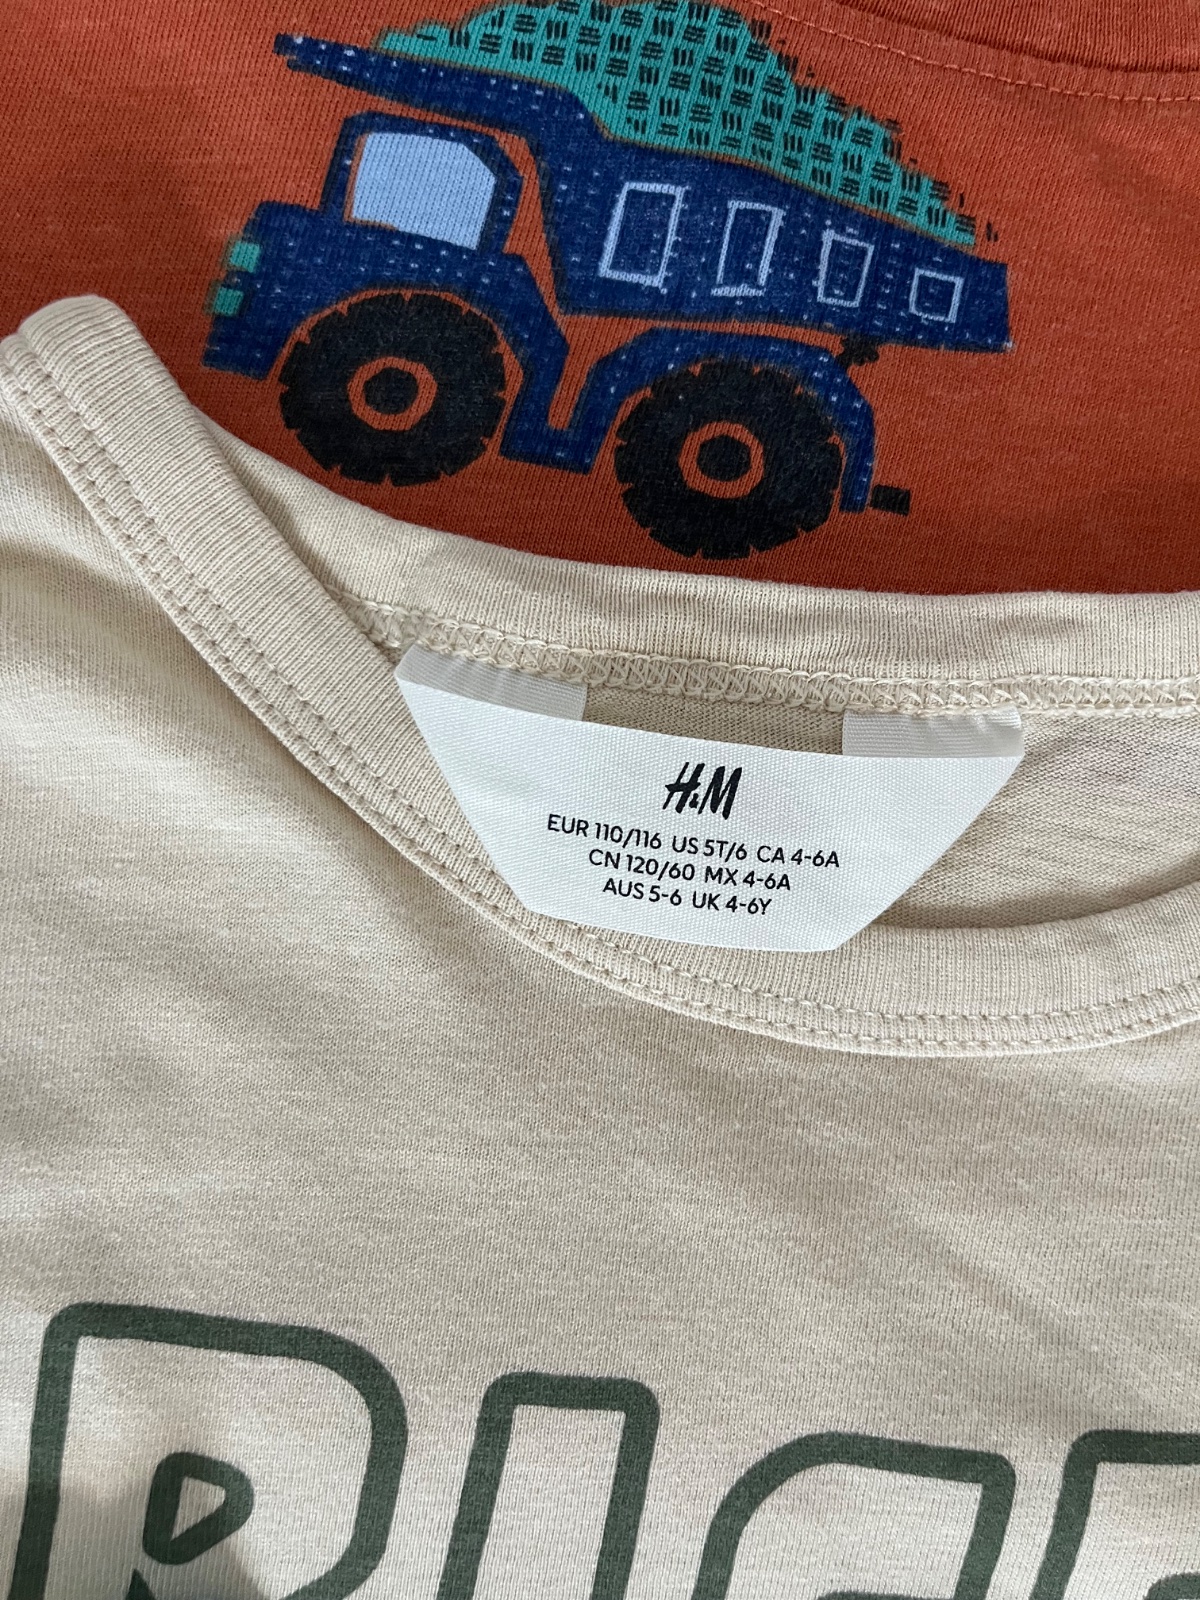 H&M
EUR 110/116 US 5T/6 CA 4-6A
CN 120/60 MX 4-6A
AUS 5-6 UK 4-6Y